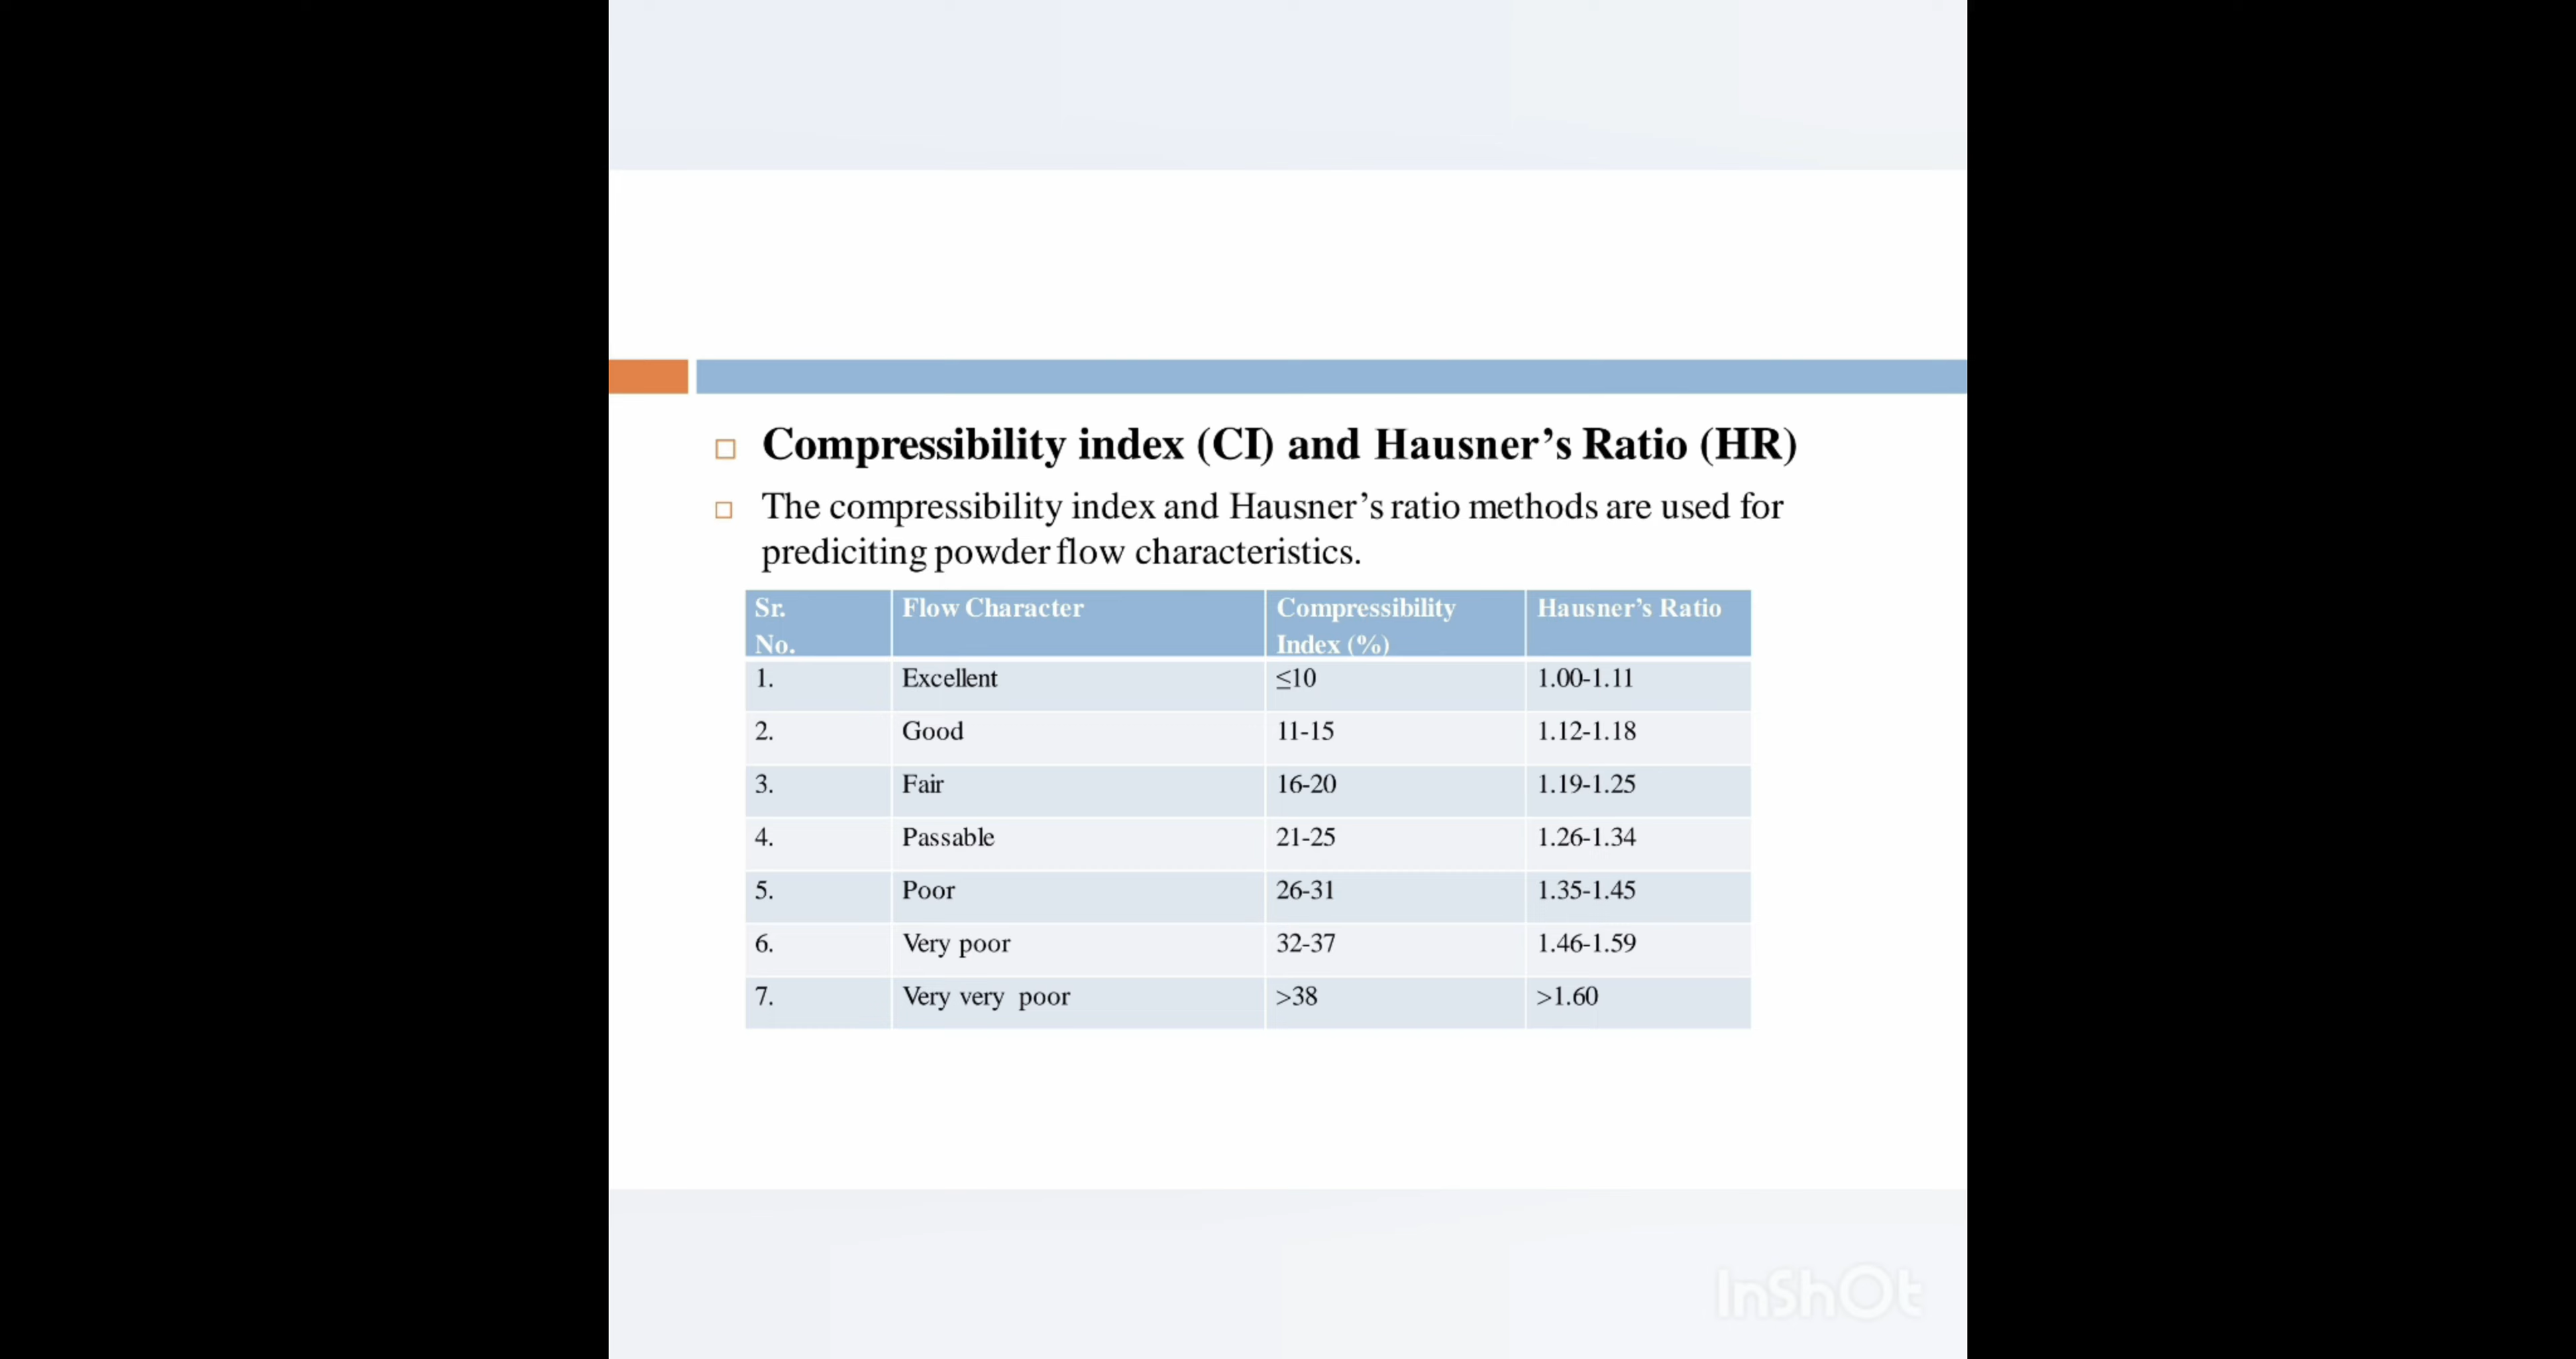 Compressibility index (CI) and Hausner’s Ratio (HR)
The compressibility index and Hausner’s ratio methods are used for
prediciting powder flow characteristics.
Sr. No. Flow Character Compressibility Index (%) Hausner’s Ratio
1. Excellent ≤10 1.00-1.11
2. Good 11-15 1.12-1.18
3. Fair 16-20 1.19-1.25
4. Passable 21-25 1.26-1.34
5. Poor 26-31 1.35-1.45
6. Very poor 32-37 1.46-1.59
7. Very very poor >38 >1.60
InShOt